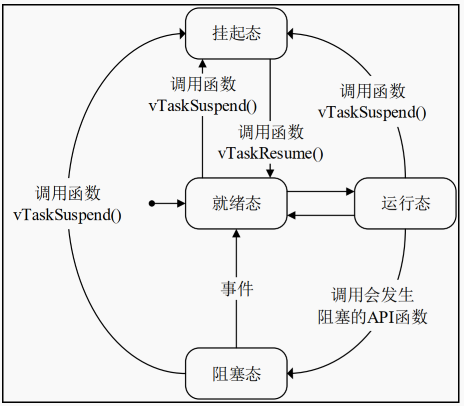 挂起态
调用函数
vTaskSuspend()
调用函数
vTaskSuspend()
调用函数
vTaskResume()
调用函数
vTaskSuspend()
就绪态
运行态
事件
调用会发生
阻塞的API函数
阻塞态